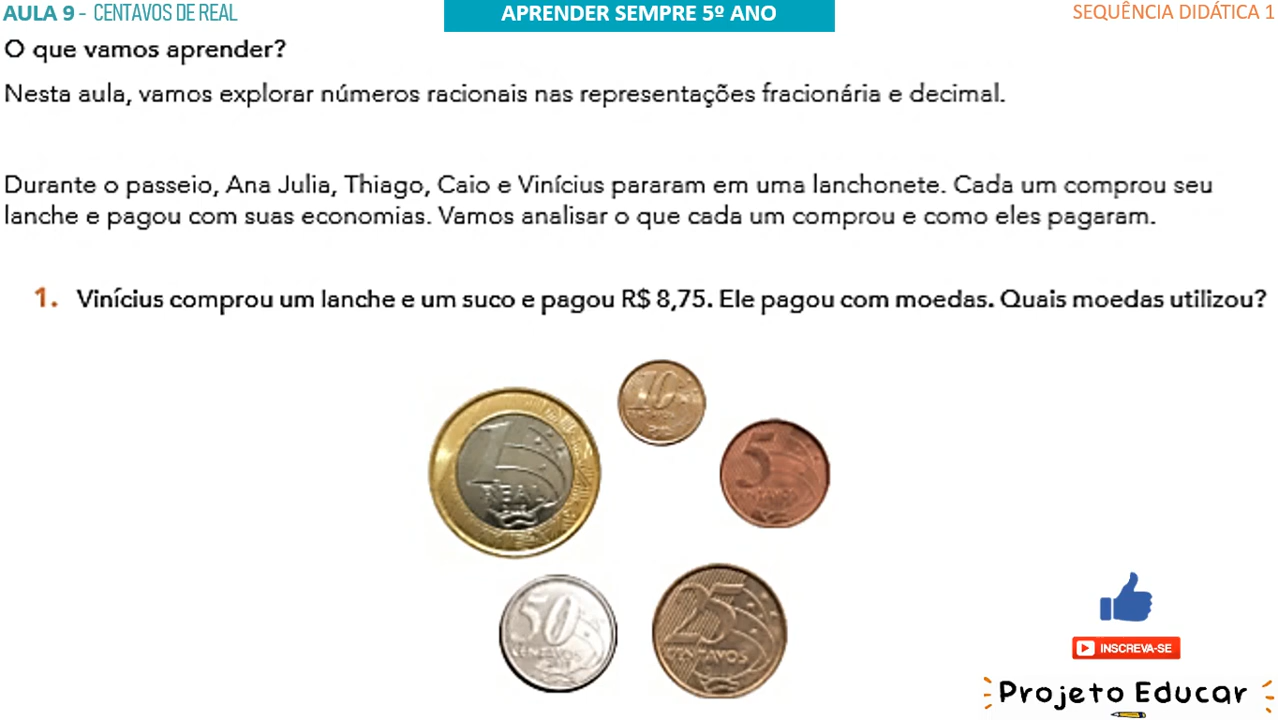 AULA 9 - CENTAVOS DE REAL
APRENDER SEMPRE 5º ANO
SEQUÊNCIA DIDÁTICA 1
O que vamos aprender?
Nesta aula, vamos explorar números racionais nas representações fracionária e decimal.
Durante o passeio, Ana Julia, Thiago, Caio e Vinícius pararam em uma lanchonete. Cada um comprou seu
lanche e pagou com suas economias. Vamos analisar o que cada um comprou e como eles pagaram.
1. Vinícius comprou um lanche e um suco e pagou R$ 8,75. Ele pagou com moedas. Quais moedas utilizou?
10
CENTAVOS
1
REAL
5
CENTAVOS
50
CENTAVOS
25
CENTAVOS
INSCREVA-SE
Projeto Educar